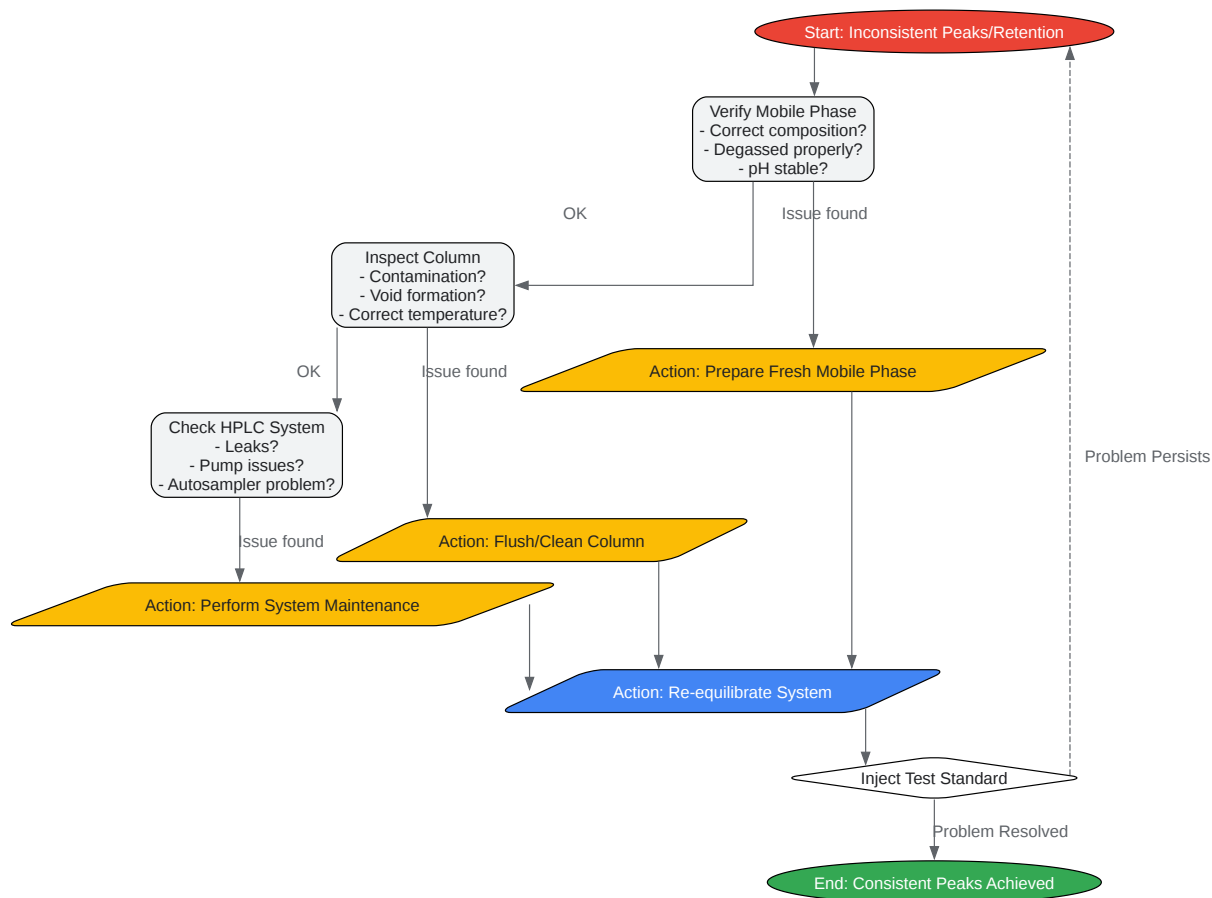 Start: Inconsistent Peaks/Retention
Verify Mobile Phase
- Correct composition?
- Degassed properly?
- pH stable?
OK
Issue found
Inspect Column
- Contamination?
- Void formation?
- Correct temperature?
OK
Issue found
Action: Prepare Fresh Mobile Phase
Check HPLC System
- Leaks?
- Pump issues?
- Autosampler problem?
Problem Persists
Issue found
Action: Flush/Clean Column
Action: Perform System Maintenance
Action: Re-equilibrate System
Inject Test Standard
Problem Resolved
End: Consistent Peaks Achieved